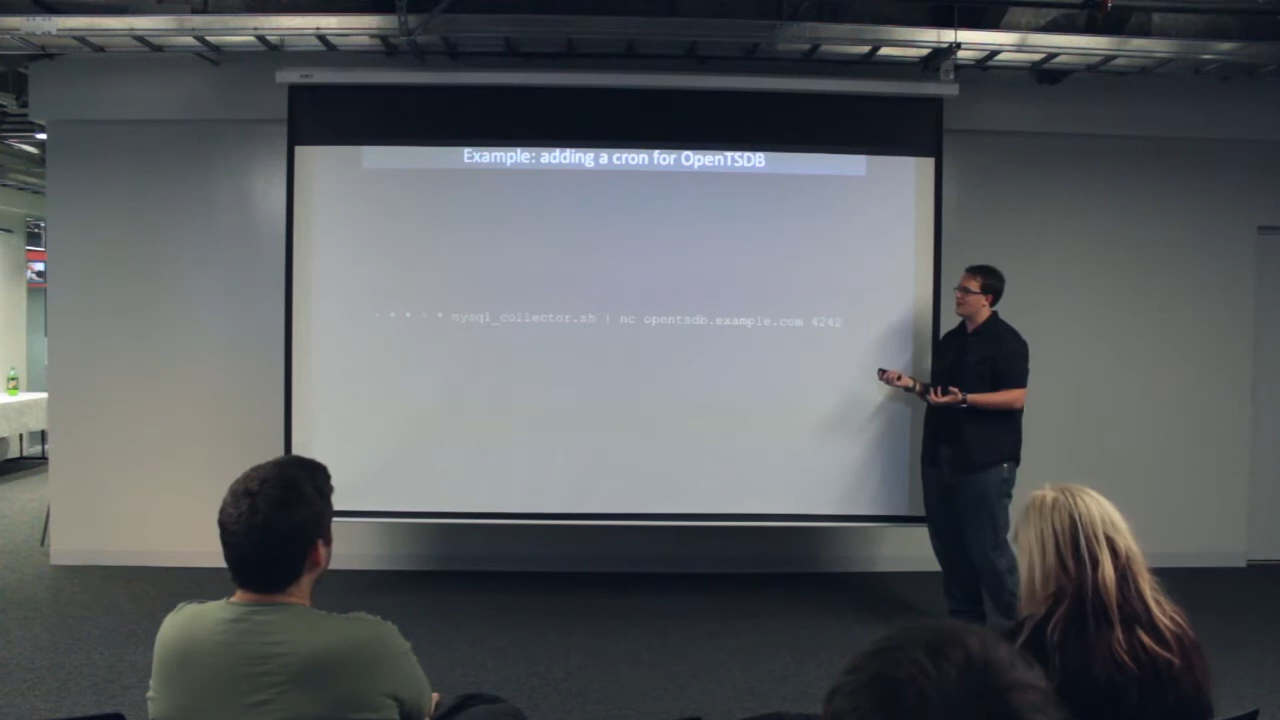 Example: adding a cron for OpenTSDB
* * * * * mysql_collector.sh | nc opentsdb.example.com 4242